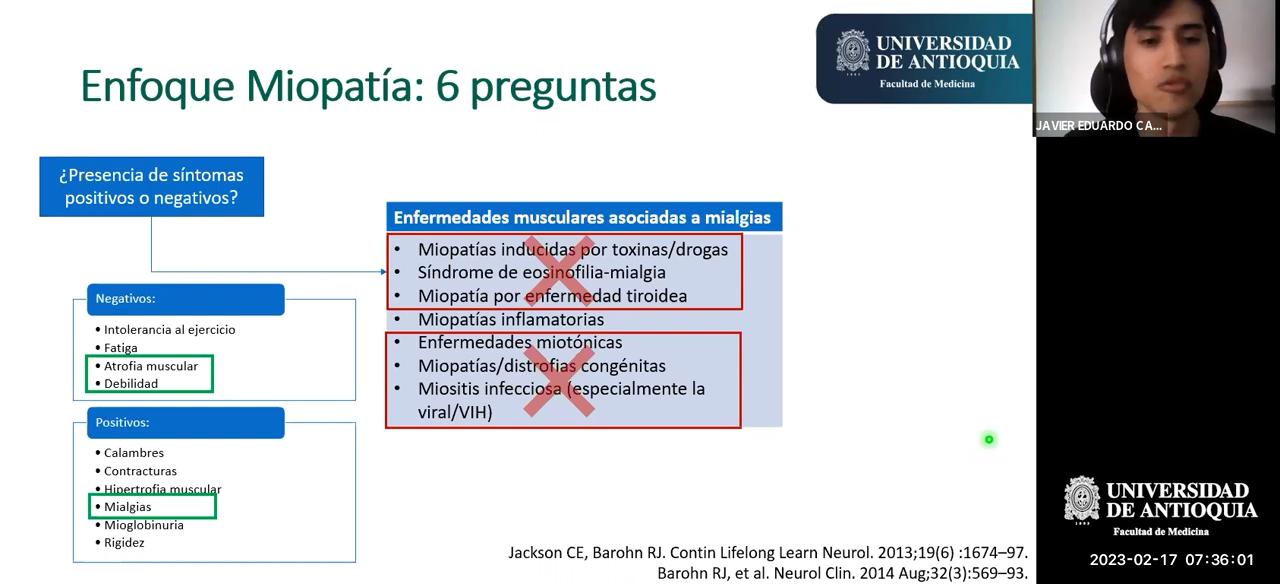 Enfoque Miopatía: 6 preguntas
UNIVERSIDAD
DE ANTIOQUIA
1803
Facultad de Medicina
JAVIER EDUARDO CA...
¿Presencia de síntomas
positivos o negativos?
Enfermedades musculares asociadas a mialgias
• Miopatías inducidas por toxinas/drogas
• Síndrome de eosinofilia-mialgia
• Miopatía por enfermedad tiroidea
• Miopatías inflamatorias
• Enfermedades miotónicas
• Miopatías/distrofias congénitas
• Miositis infecciosa (especialmente la
viral/VIH)
Negativos:
• Intolerancia al ejercicio
• Fatiga
• Atrofia muscular
• Debilidad
Positivos:
• Calambres
• Contracturas
• Hipertrofia muscular
• Mialgias
• Mioglobinuria
• Rigidez
Jackson CE, Barohn RJ. Contin Lifelong Learn Neurol. 2013;19(6) :1674–97.
Barohn RJ, et al. Neurol Clin. 2014 Aug;32(3):569–93.
UNIVERSIDAD
DE ANTIOQUIA
1803
Facultad de Medicina
2023-02-17 07:36:01